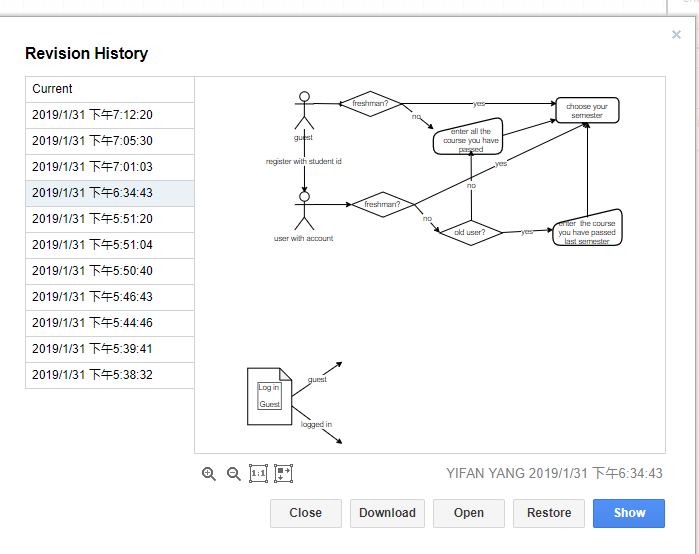 Revision History
Current
2019/1/31 下午7:12:20
2019/1/31 下午7:05:30
2019/1/31 下午7:01:03
2019/1/31 下午6:34:43
2019/1/31 下午5:51:20
2019/1/31 下午5:51:04
2019/1/31 下午5:50:40
2019/1/31 下午5:46:43
2019/1/31 下午5:44:46
2019/1/31 下午5:39:41
2019/1/31 下午5:38:32
freshman?
yes
choose your
semester
no
enter all the
course you have
passed
guest
register with student id
yes
no
freshman?
user with account
no
old user?
yes
enter the course
you have passed
last semester
Log in
Guest
guest
logged in
1:1
YIFAN YANG 2019/1/31 下午6:34:43
Close
Download
Open
Restore
Show